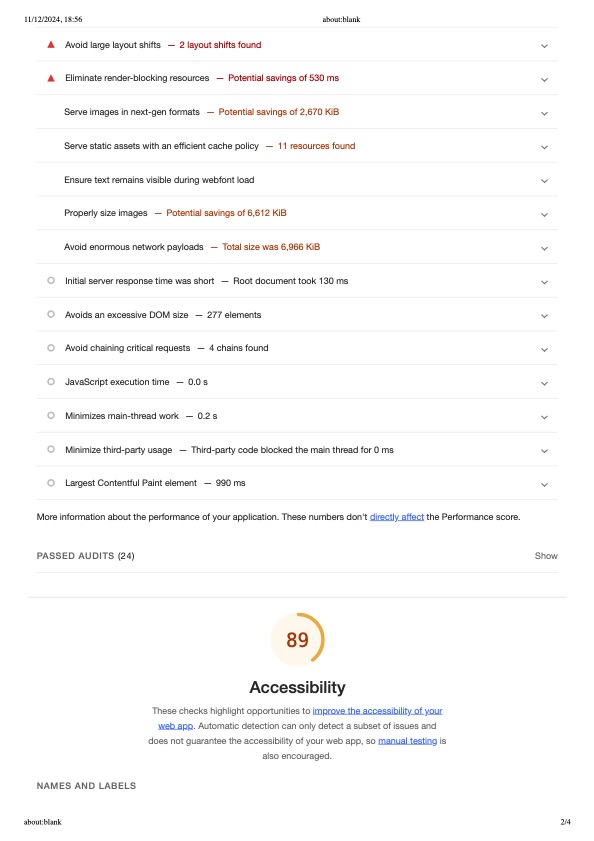 11/12/2024, 18:56 about:blank
Avoid large layout shifts — 2 layout shifts found
Eliminate render-blocking resources — Potential savings of 530 ms
Serve images in next-gen formats — Potential savings of 2,670 KiB
Serve static assets with an efficient cache policy — 11 resources found
Ensure text remains visible during webfont load
Properly size images — Potential savings of 6,612 KiB
Avoid enormous network payloads — Total size was 6,966 KiB
Initial server response time was short — Root document took 130 ms
Avoids an excessive DOM size — 277 elements
Avoid chaining critical requests — 4 chains found
JavaScript execution time — 0.0 s
Minimizes main-thread work — 0.2 s
Minimize third-party usage — Third-party code blocked the main thread for 0 ms
Largest Contentful Paint element — 990 ms
More information about the performance of your application. These numbers don't directly affect the Performance score.
PASSED AUDITS (24) Show
89
Accessibility
These checks highlight opportunities to improve the accessibility of your
web app. Automatic detection can only detect a subset of issues and
does not guarantee the accessibility of your web app, so manual testing is
also encouraged.
NAMES AND LABELS
about:blank 2/4